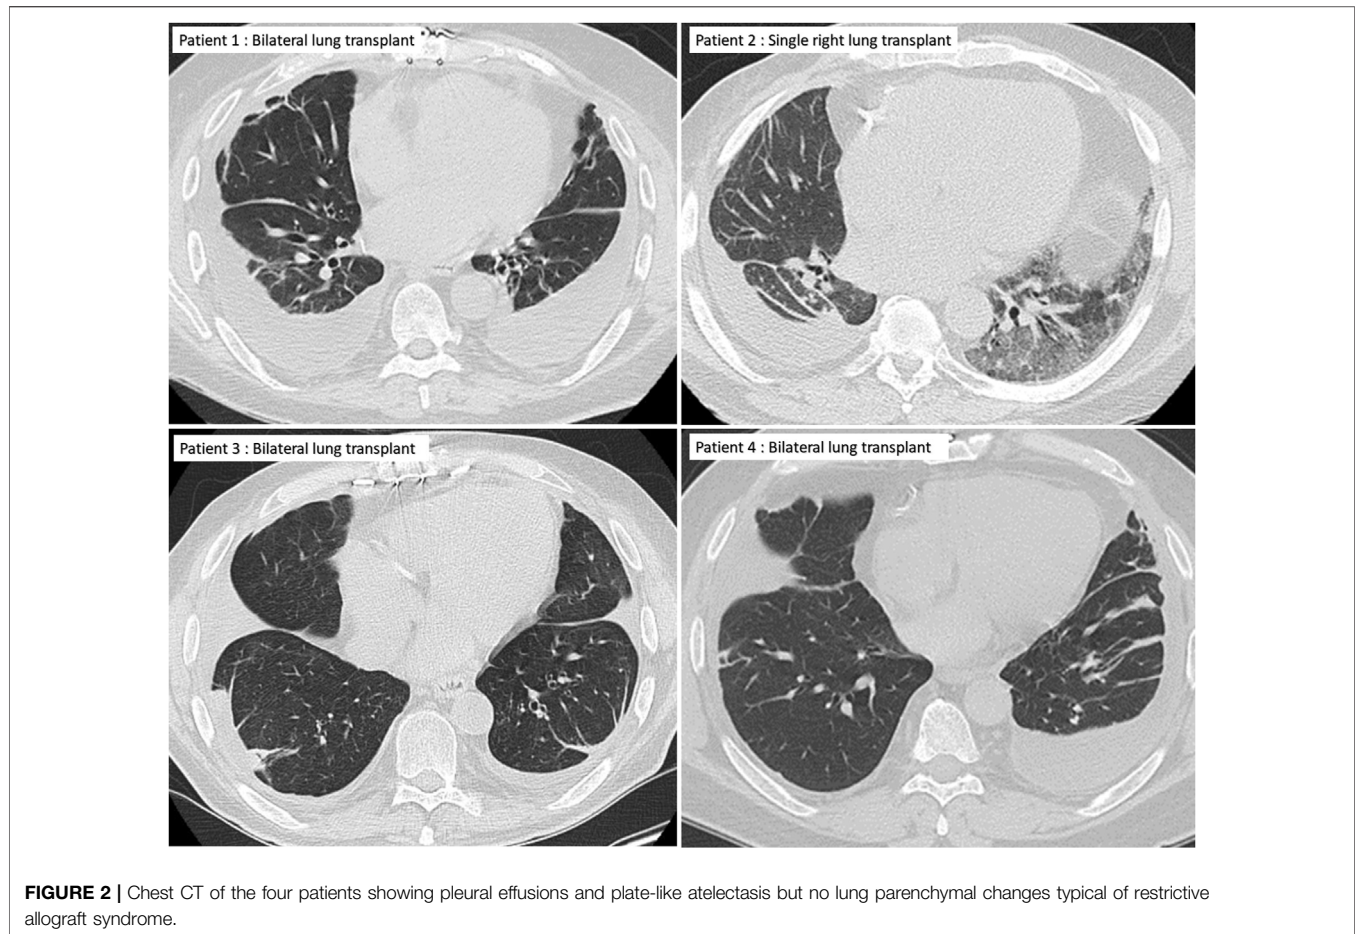 Patient 1 : Bilateral lung transplant
Patient 2 : Single right lung transplant
Patient 3 : Bilateral lung transplant
Patient 4 : Bilateral lung transplant
FIGURE 2 | Chest CT of the four patients showing pleural effusions and plate-like atelectasis but no lung parenchymal changes typical of restrictive
allograft syndrome.